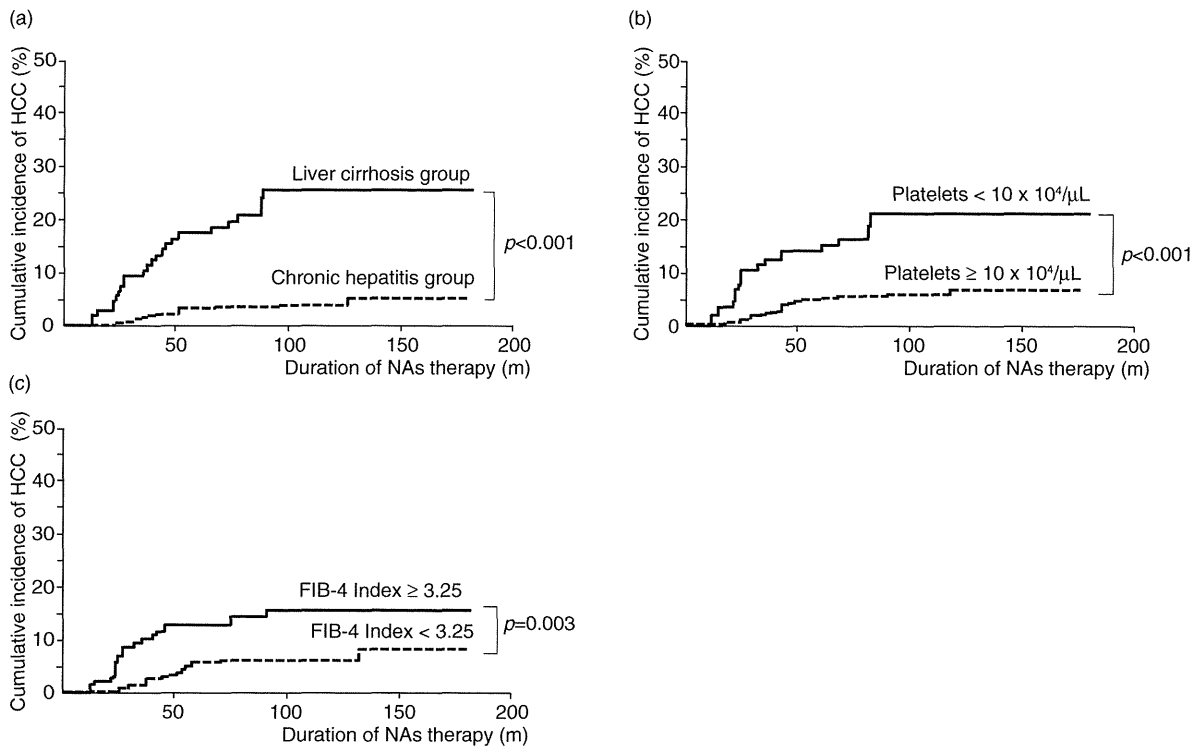 (a)
Cumulative incidence of HCC (%)
50
40
30
20
10
0
Liver cirrhosis group
Chronic hepatitis group
p<0.001
50
100
150
200
Duration of NAs therapy (m)
(b)
Cumulative incidence of HCC (%)
50
40
30
20
10
0
Platelets < 10 x 10⁴/µL
Platelets ≥ 10 x 10⁴/µL
p<0.001
50
100
150
200
Duration of NAs therapy (m)
(c)
Cumulative incidence of HCC (%)
50
40
30
20
10
0
FIB-4 Index ≥ 3.25
FIB-4 Index < 3.25
p=0.003
50
100
150
200
Duration of NAs therapy (m)